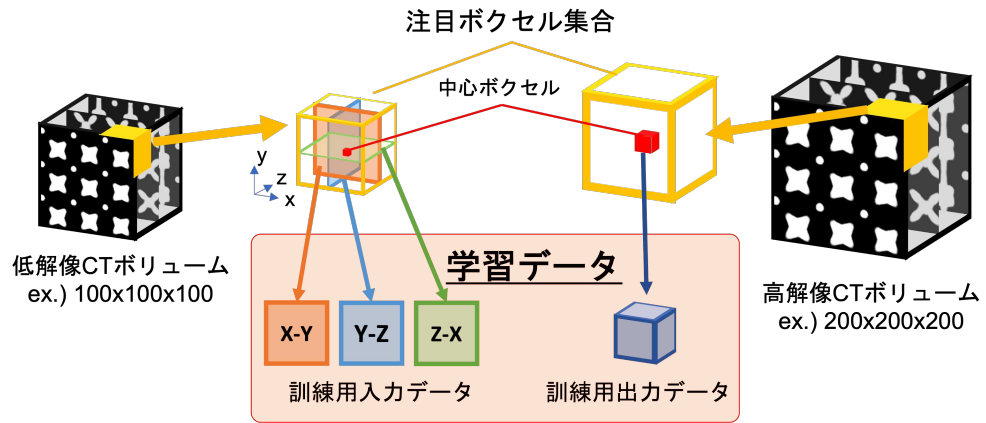 注目ボクセル集合
中心ボクセル
y
z
x
低解像CTボリューム
ex.) 100x100x100
高解像CTボリューム
ex.) 200x200x200
学習データ
X-Y
Y-Z
Z-X
訓練用入力データ
訓練用出力データ